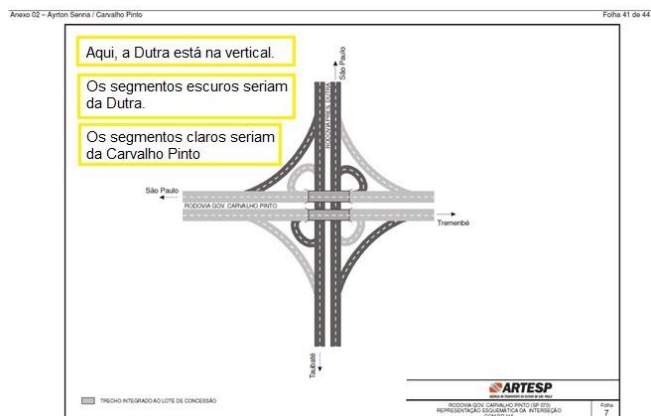 Anexo 02 – Ayrton Senna / Carvalho Pinto
Folha 41 de 44
Aqui, a Dutra está na vertical.
Os segmentos escuros seriam
da Dutra.
Os segmentos claros seriam
da Carvalho Pinto
São Paulo
RODOVIA PRES. DUTRA
São Paulo
RODOVIA GOV. CARVALHO PINTO
Tremenbé
Taubaté
TRECHO INTEGRADO AO LOTE DE CONCESSÃO
ARTESP
RODOVIA GOV. CARVALHO PINTO (SP 070)
REPRESENTAÇÃO ESQUEMÁTICA DA INTERSEÇÃO
Folha
7